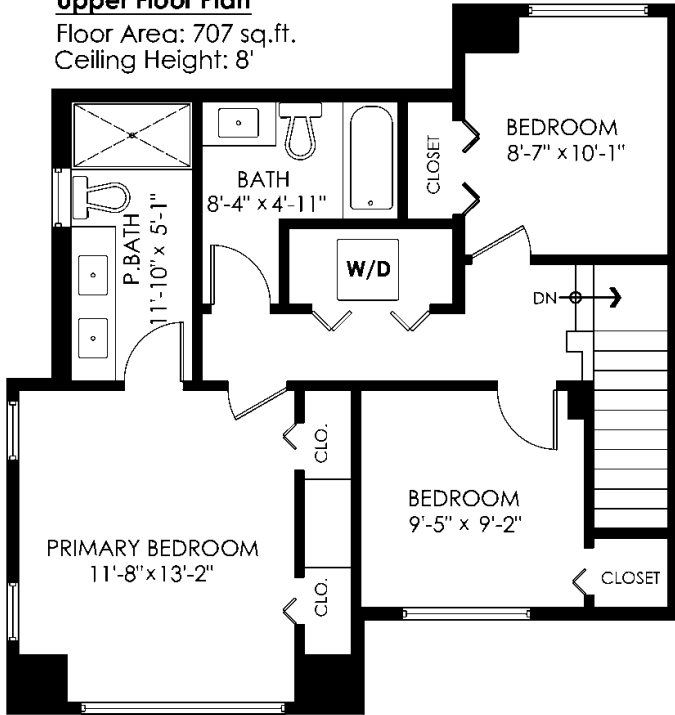 Upper Floor Plan
Floor Area: 707 sq.ft.
Ceiling Height: 8'
BEDROOM
8'-7" x 10'-1"
CLOSET
BATH
8'-4" x 4'-11"
P.BATH
11'-10" x 5'-1"
W/D
DN
CLO.
BEDROOM
9'-5" x 9'-2"
PRIMARY BEDROOM
11'-8" x 13'-2"
CLO.
CLOSET